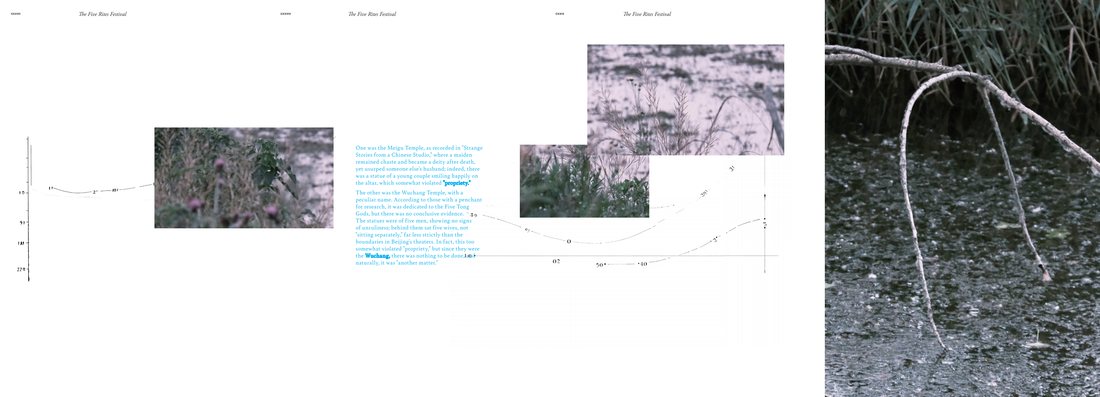 The Five Rites Festival
The Five Rites Festival
The Five Rites Festival
One was the Meigu Temple, as recorded in "Strange
Stories from a Chinese Studio," where a maiden
remained chaste and became a deity after death,
yet usurped someone else's husband; indeed, there
was a statue of a young couple smiling happily on
the altar, which somewhat violated "propriety."
The other was the Wuchang Temple, with a
peculiar name. According to those with a penchant
for research, it was dedicated to the Five Tong
Gods, but there was no conclusive evidence.
The statues were of five men, showing no signs
of unruliness; behind them sat five wives, not
"sitting separately," far less strictly than the
boundaries in Beijing's theaters. In fact, this too
somewhat violated "propriety," but since they were
the Wuchang, there was nothing to be done,
naturally, it was "another matter."
0
02